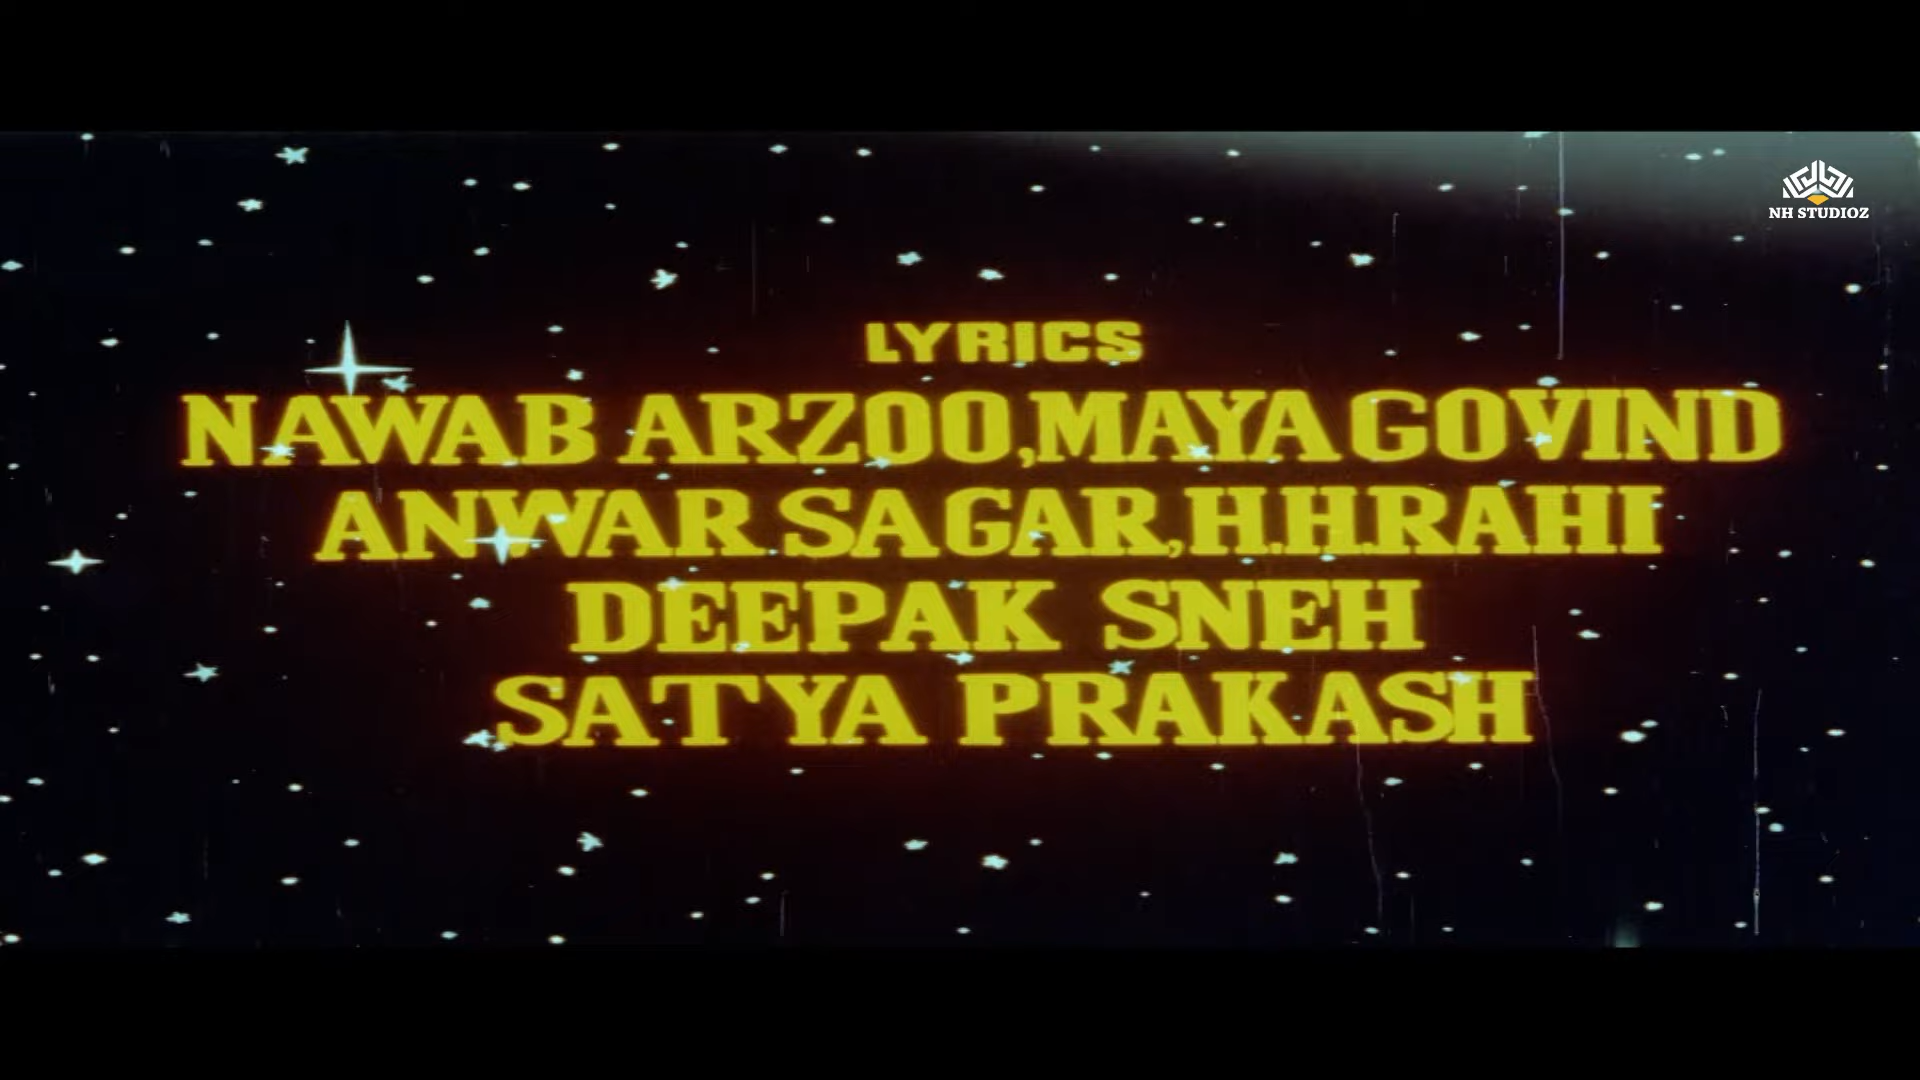 NH STUDIOZ
LYRICS
NAWAB ARZOO,MAYA GOVIND
ANWAR SAGAR,H.H.RAHI
DEEPAK SNEH
SATYA PRAKASH